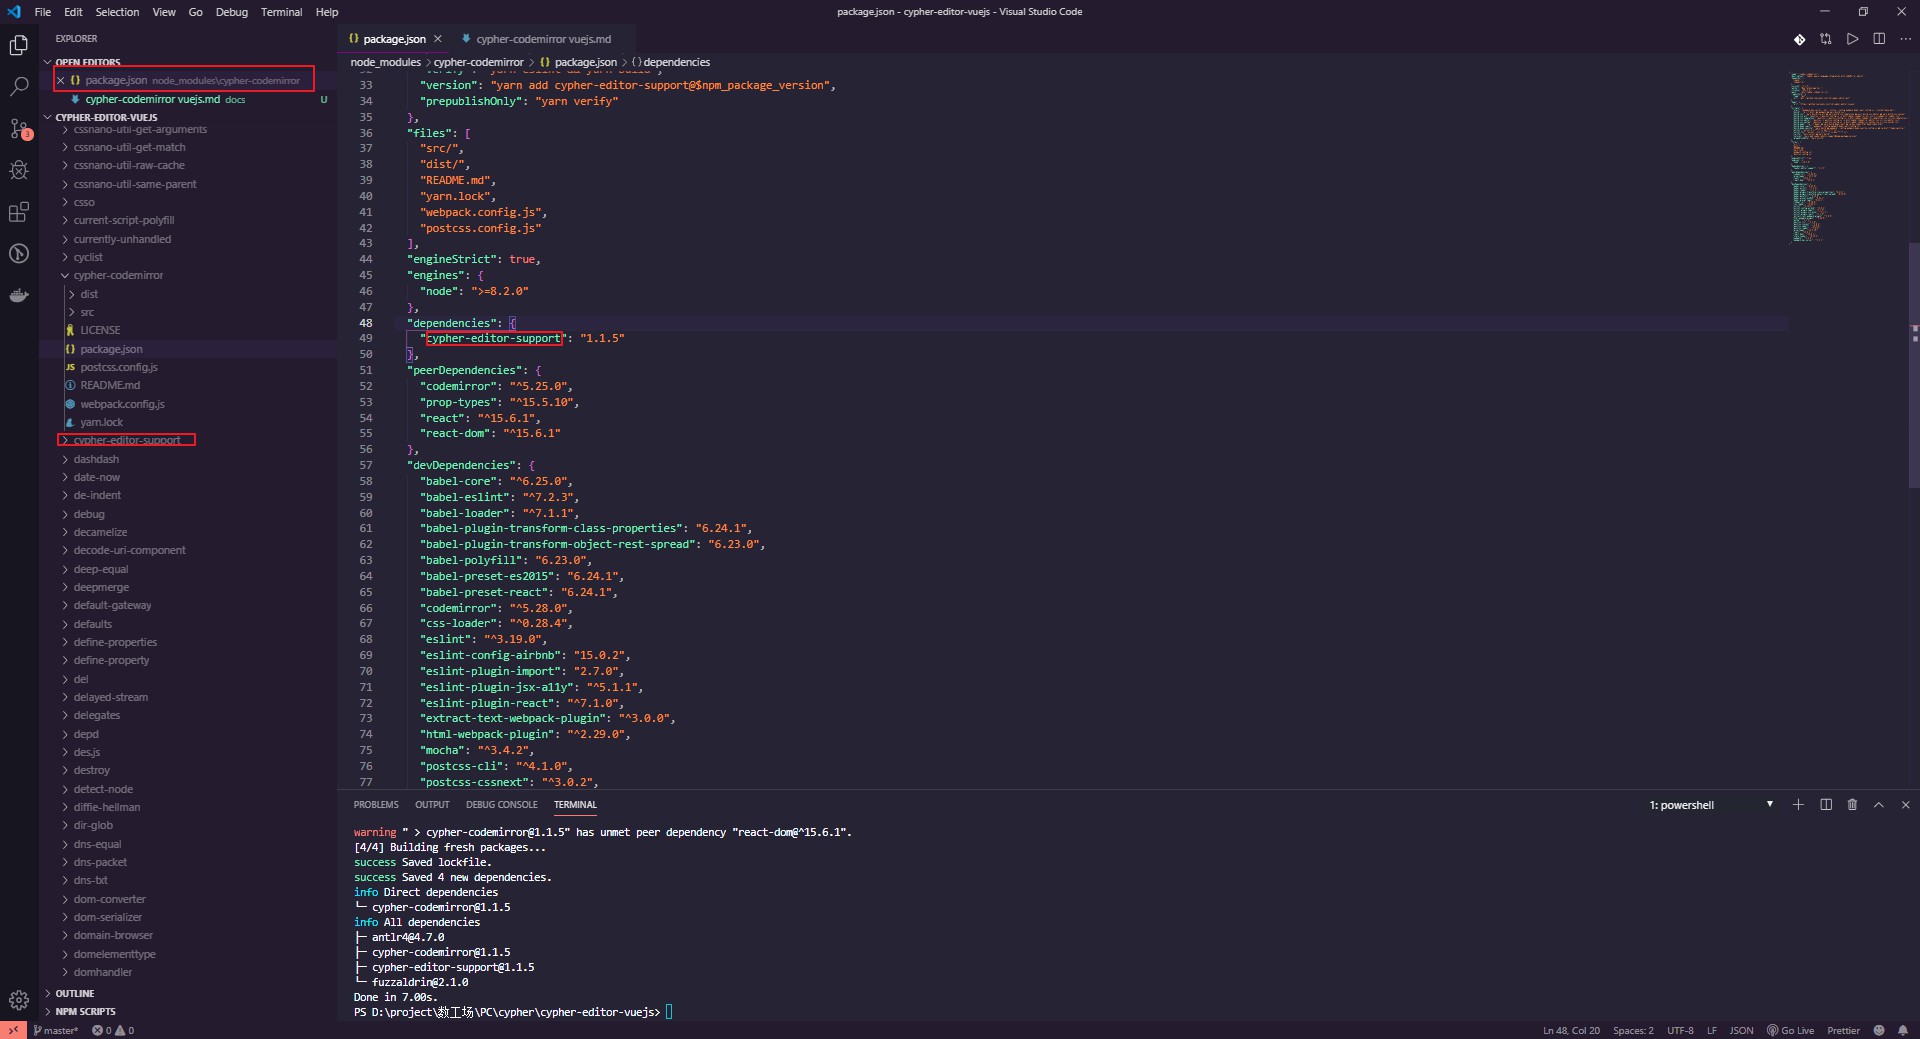 File Edit Selection View Go Debug Terminal Help
package.json - cypher-editor-vuejs - Visual Studio Code
EXPLORER
OPEN EDITORS
package.json node_modules\cypher-codemirror
cypher-codemirror vuejs.md docs U
CYPHER-EDITOR-VUEJS
cssnano-util-get-arguments
cssnano-util-get-match
cssnano-util-raw-cache
cssnano-util-same-parent
csso
current-script-polyfill
currently-unhandled
cyclist
cypher-codemirror
dist
src
LICENSE
package.json
postcss.config.js
README.md
webpack.config.js
yarn.lock
cypher-editor-support
dashdash
date-now
de-indent
debug
decamelize
decode-uri-component
deep-equal
deepmerge
default-gateway
defaults
define-properties
define-property
del
delayed-stream
delegates
depd
des.js
destroy
detect-node
diffie-hellman
dir-glob
dns-equal
dns-packet
dns-txt
dom-converter
dom-serializer
domain-browser
domelementtype
domhandler
OUTLINE
NPM SCRIPTS
3
package.json
cypher-codemirror vuejs.md
node_modules > cypher-codemirror > {} package.json > {} dependencies
33 "version": "yarn add cypher-editor-support@$npm_package_version",
34 "prepublishOnly": "yarn verify"
35 },
36 "files": [
37 "src/",
38 "dist/",
39 "README.md",
40 "yarn.lock",
41 "webpack.config.js",
42 "postcss.config.js"
43 ],
44 "engineStrict": true,
45 "engines": {
46 "node": ">=8.2.0"
47 },
48 "dependencies": {
49 "cypher-editor-support": "1.1.5"
50 },
51 "peerDependencies": {
52 "codemirror": "^5.25.0",
53 "prop-types": "^15.5.10",
54 "react": "^15.6.1",
55 "react-dom": "^15.6.1"
56 },
57 "devDependencies": {
58 "babel-core": "^6.25.0",
59 "babel-eslint": "^7.2.3",
60 "babel-loader": "^7.1.1",
61 "babel-plugin-transform-class-properties": "6.24.1",
62 "babel-plugin-transform-object-rest-spread": "6.23.0",
63 "babel-polyfill": "6.23.0",
64 "babel-preset-es2015": "6.24.1",
65 "babel-preset-react": "6.24.1",
66 "codemirror": "^5.28.0",
67 "css-loader": "^0.28.4",
68 "eslint": "^3.19.0",
69 "eslint-config-airbnb": "15.0.2",
70 "eslint-plugin-import": "2.7.0",
71 "eslint-plugin-jsx-a11y": "^5.1.1",
72 "eslint-plugin-react": "^7.1.0",
73 "extract-text-webpack-plugin": "^3.0.0",
74 "html-webpack-plugin": "^2.29.0",
75 "mocha": "^3.4.2",
76 "postcss-cli": "^4.1.0",
77 "postcss-cssnext": "^3.0.2",
PROBLEMS OUTPUT DEBUG CONSOLE TERMINAL
1: powershell
warning " > cypher-codemirror@1.1.5" has unmet peer dependency "react-dom@^15.6.1".
[4/4] Building fresh packages...
success Saved lockfile.
success Saved 4 new dependencies.
info Direct dependencies
└─ cypher-codemirror@1.1.5
info All dependencies
├─ antlr4@4.7.0
├─ cypher-codemirror@1.1.5
├─ cypher-editor-support@1.1.5
└─ fuzzaldrin@2.1.0
Done in 7.00s.
PS D:\project\数工场\PC\cypher\cypher-editor-vuejs>
master* 0 0
Ln 48, Col 20 Spaces: 2 UTF-8 LF JSON Go Live Prettier